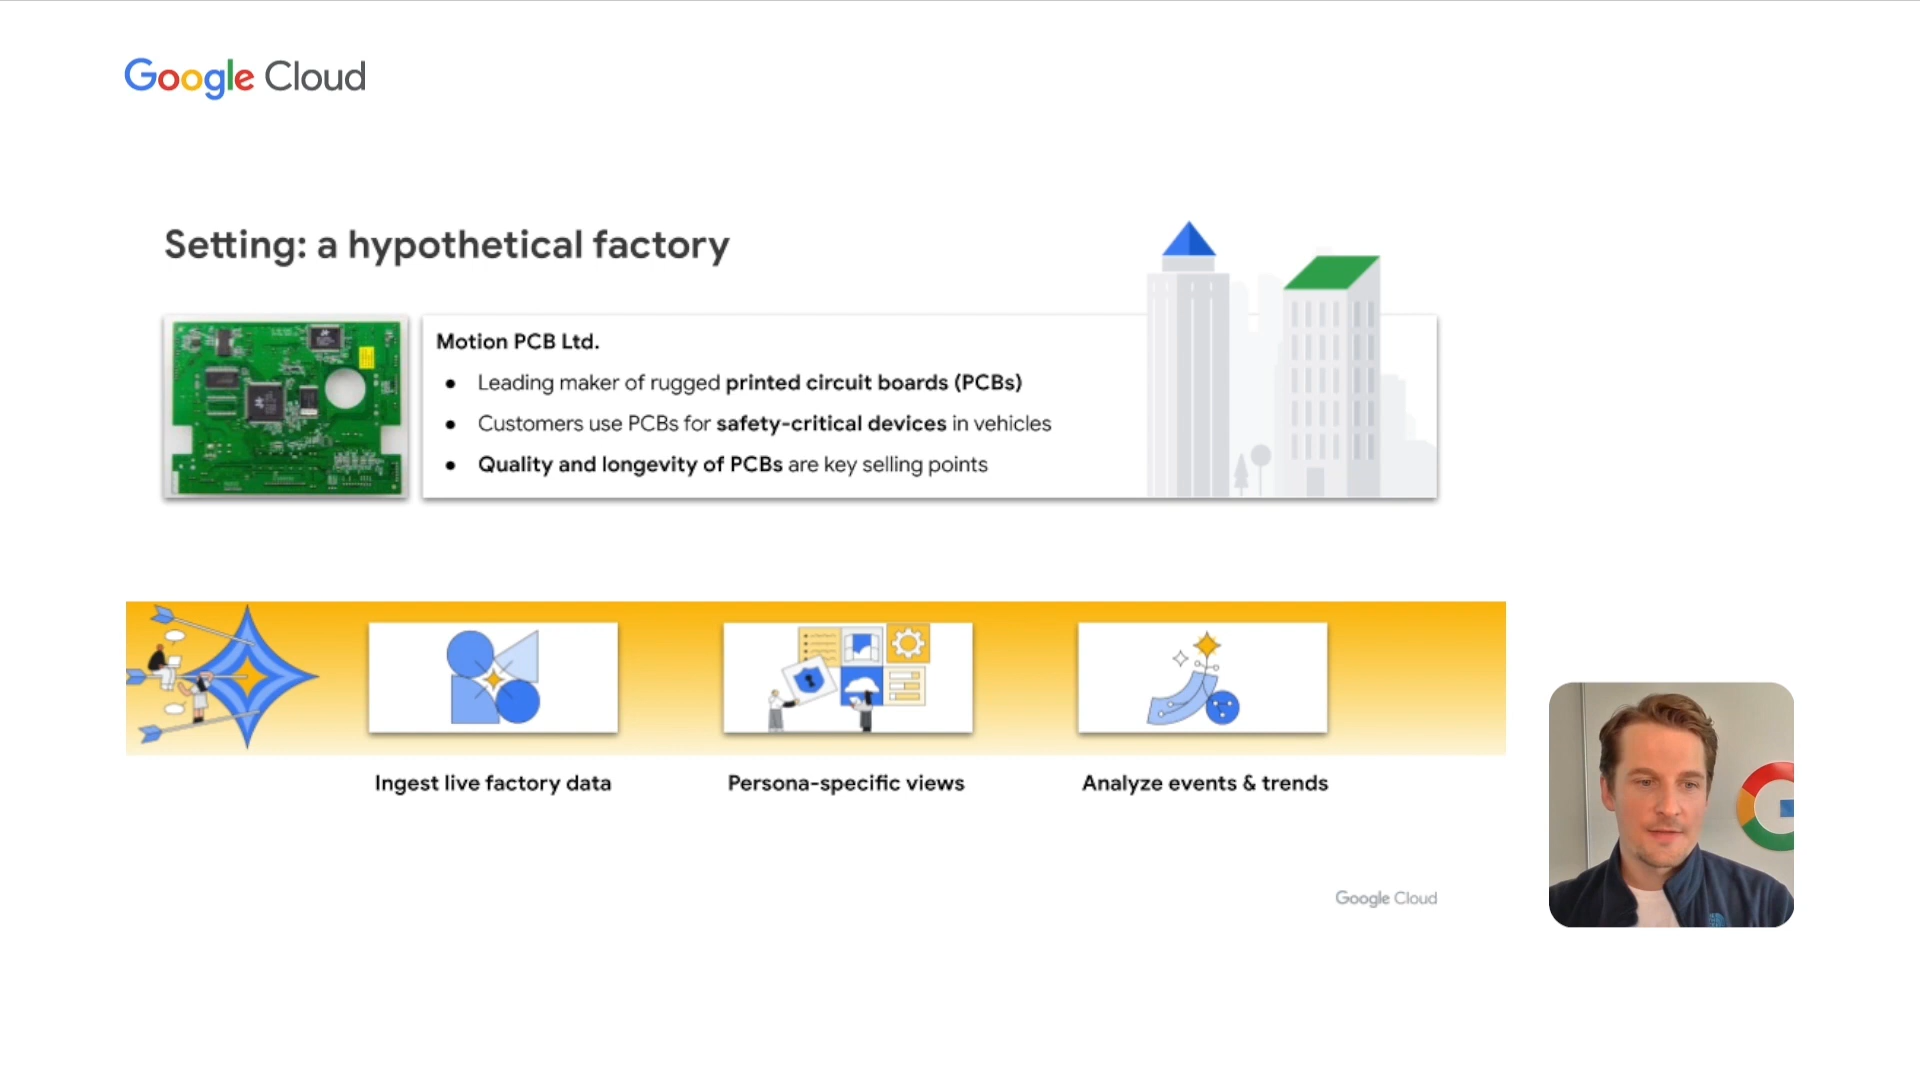 Google Cloud
Setting: a hypothetical factory
Motion PCB Ltd.
● Leading maker of rugged printed circuit boards (PCBs)
● Customers use PCBs for safety-critical devices in vehicles
● Quality and longevity of PCBs are key selling points
Ingest live factory data
Persona-specific views
Analyze events & trends
Google Cloud